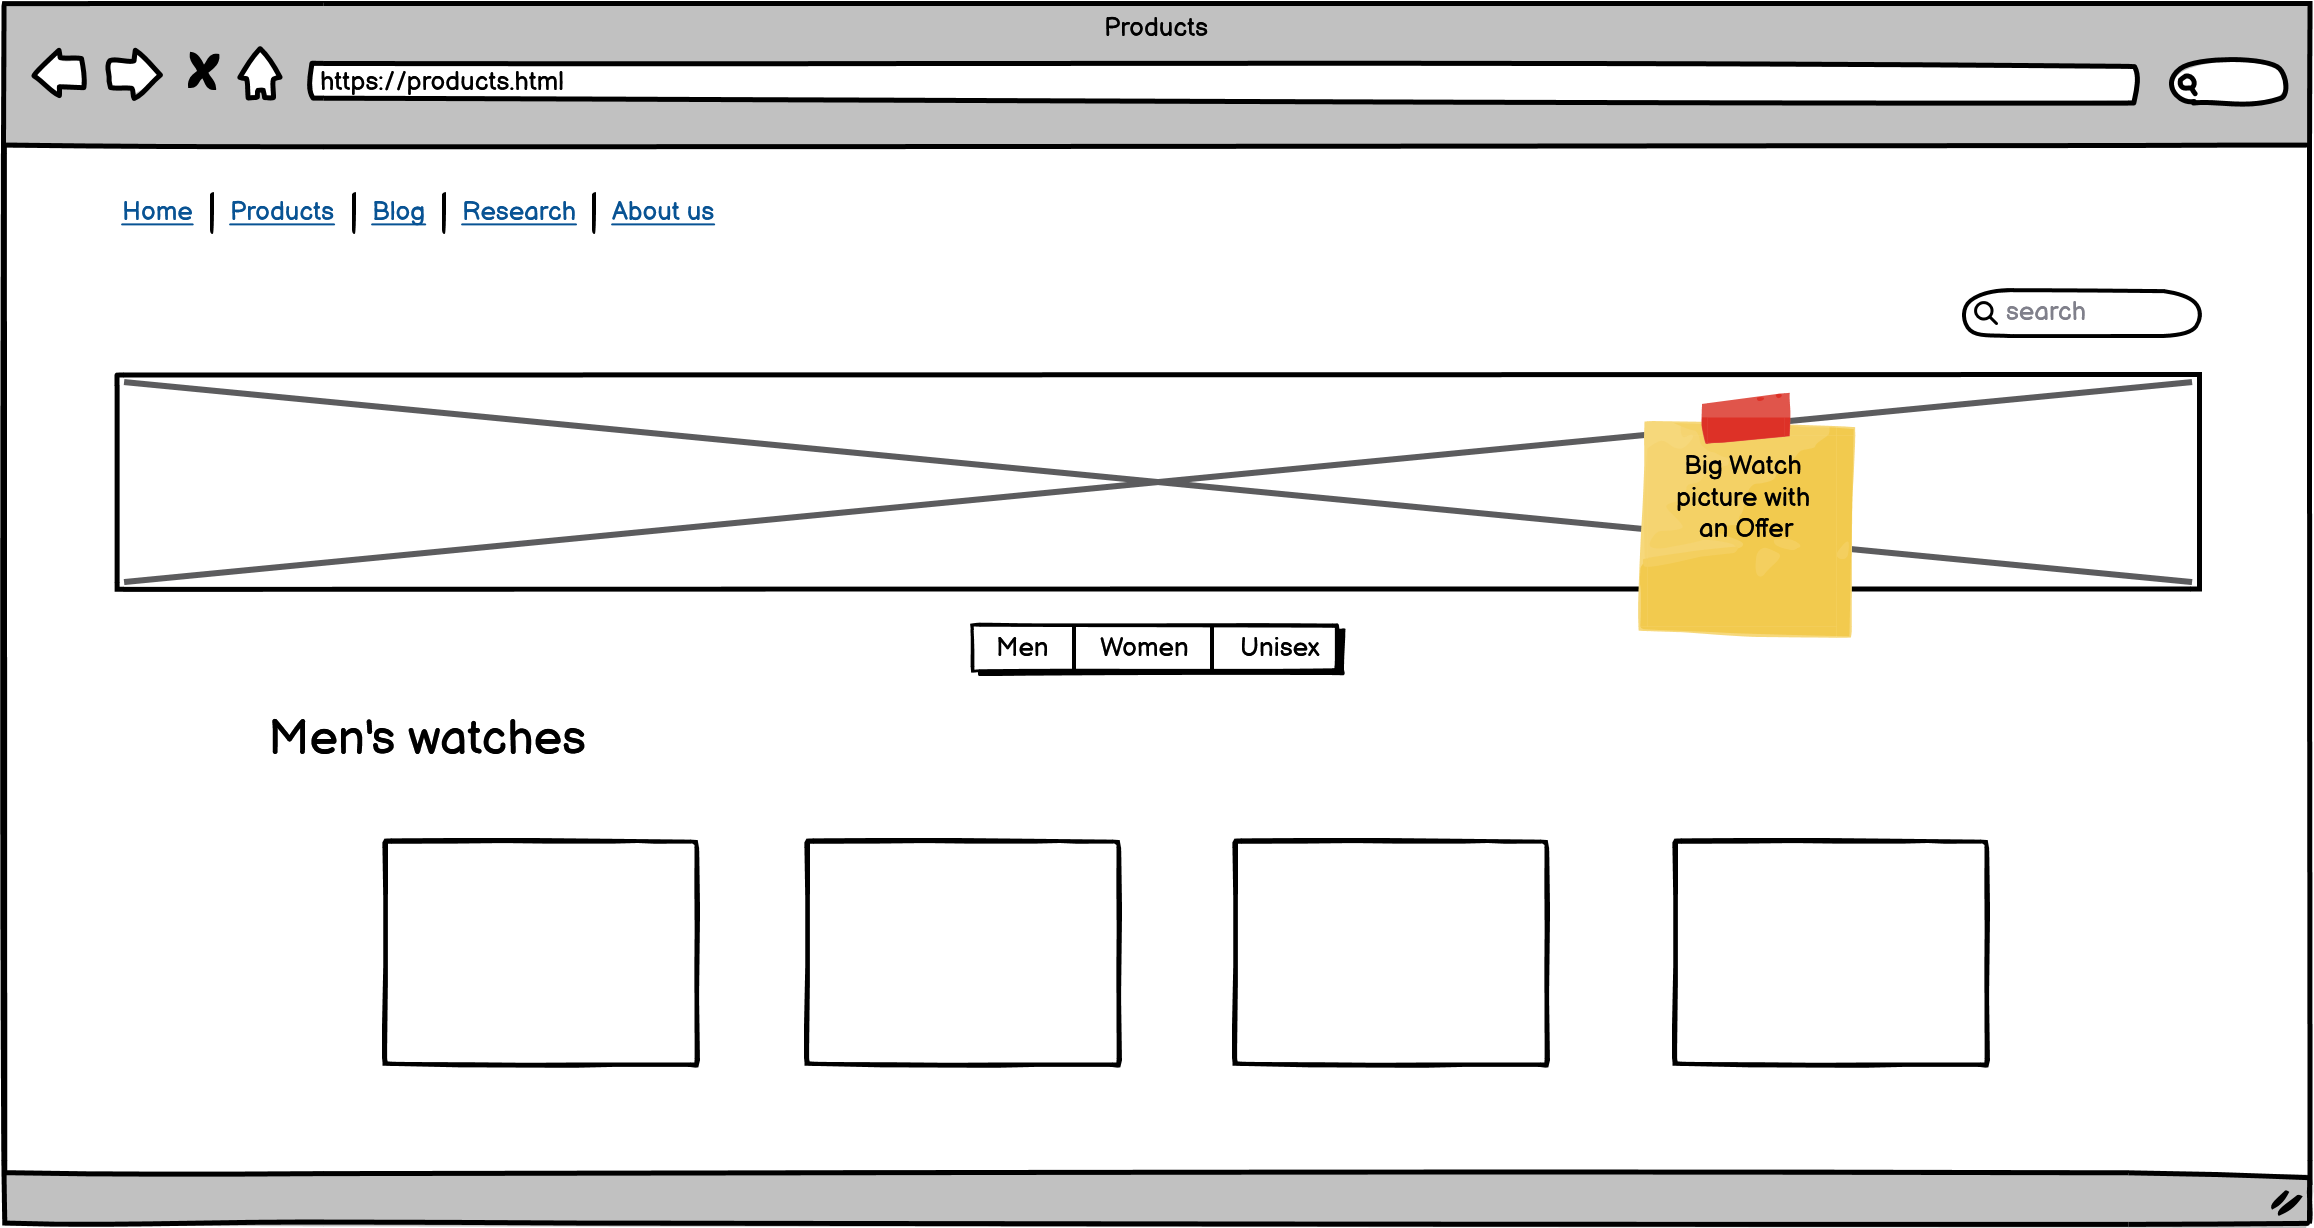 Products
https://products.html
Home Products Blog Research About us
search
Big Watch
picture with
an Offer
Men Women Unisex
Men's watches